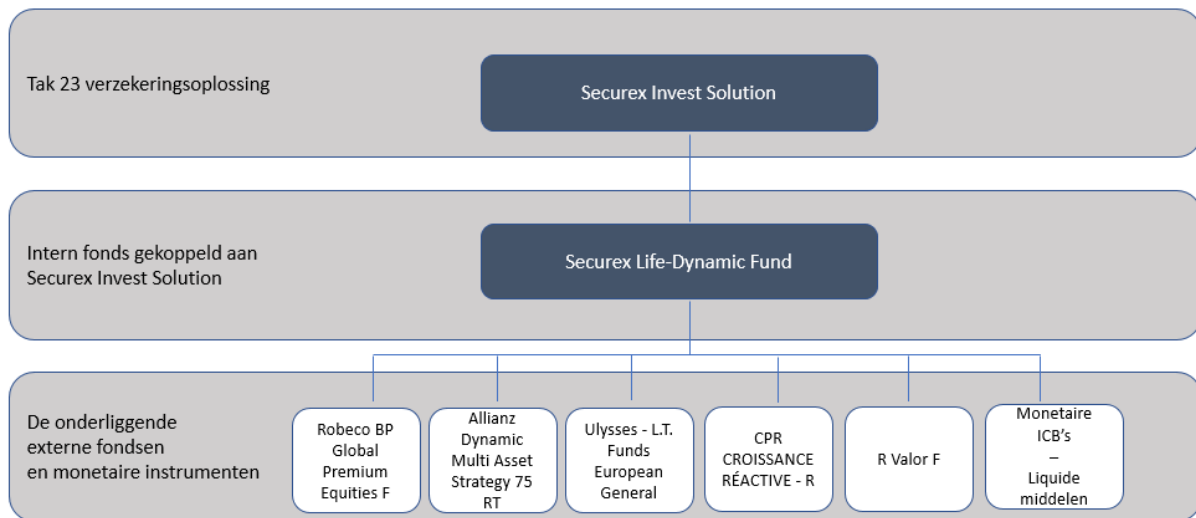 Tak 23 verzekeringsoplossing
Securex Invest Solution
Intern fonds gekoppeld aan
Securex Invest Solution
Securex Life-Dynamic Fund
De onderliggende
externe fondsen
en monetaire instrumenten
Robeco BP
Global
Premium
Equities F
Allianz
Dynamic
Multi Asset
Strategy 75
RT
Ulysses - L.T.
Funds
European
General
CPR
CROISSANCE
RÉACTIVE - R
R Valor F
Monetaire
ICB’s
–
Liquide
middelen